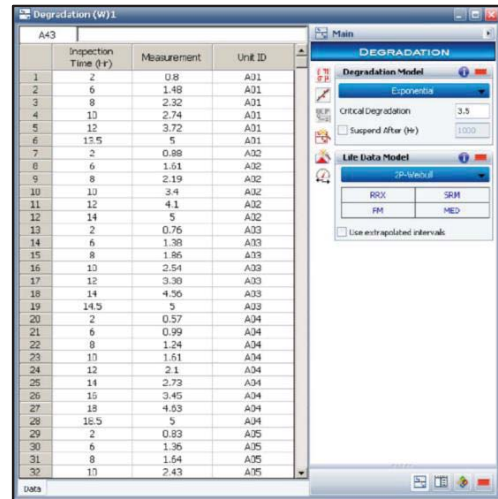 Degradation (W)1
A43
Inspection Time (Hr) Measurement Unit ID
1 2 0.8 A01
2 6 1.48 A01
3 8 2.32 A01
4 10 2.74 A01
5 12 3.72 A01
6 13.5 5 A01
7 2 0.88 A02
8 6 1.61 A02
9 8 2.19 A02
10 10 3.4 A02
11 12 4.1 A02
12 14 5 A02
13 2 0.76 A03
14 6 1.38 A03
15 8 1.86 A03
16 10 2.54 A03
17 12 3.38 A03
18 14 4.56 A03
19 14.5 5 A03
20 2 0.57 A04
21 6 0.99 A04
22 8 1.24 A04
23 10 1.61 A04
24 12 2.1 A04
25 14 2.73 A04
26 16 3.45 A04
27 18 4.63 A04
28 18.5 5 A04
29 2 0.83 A05
30 6 1.36 A05
31 8 1.64 A05
32 10 2.43 A05
Data
Main
DEGRADATION
Degradation Model
Exponential
Critical Degradation 3.5
Suspend After (Hr) 1000
Life Data Model
2P-Weibull
RRX SRM
FM MED
Use extrapolated intervals